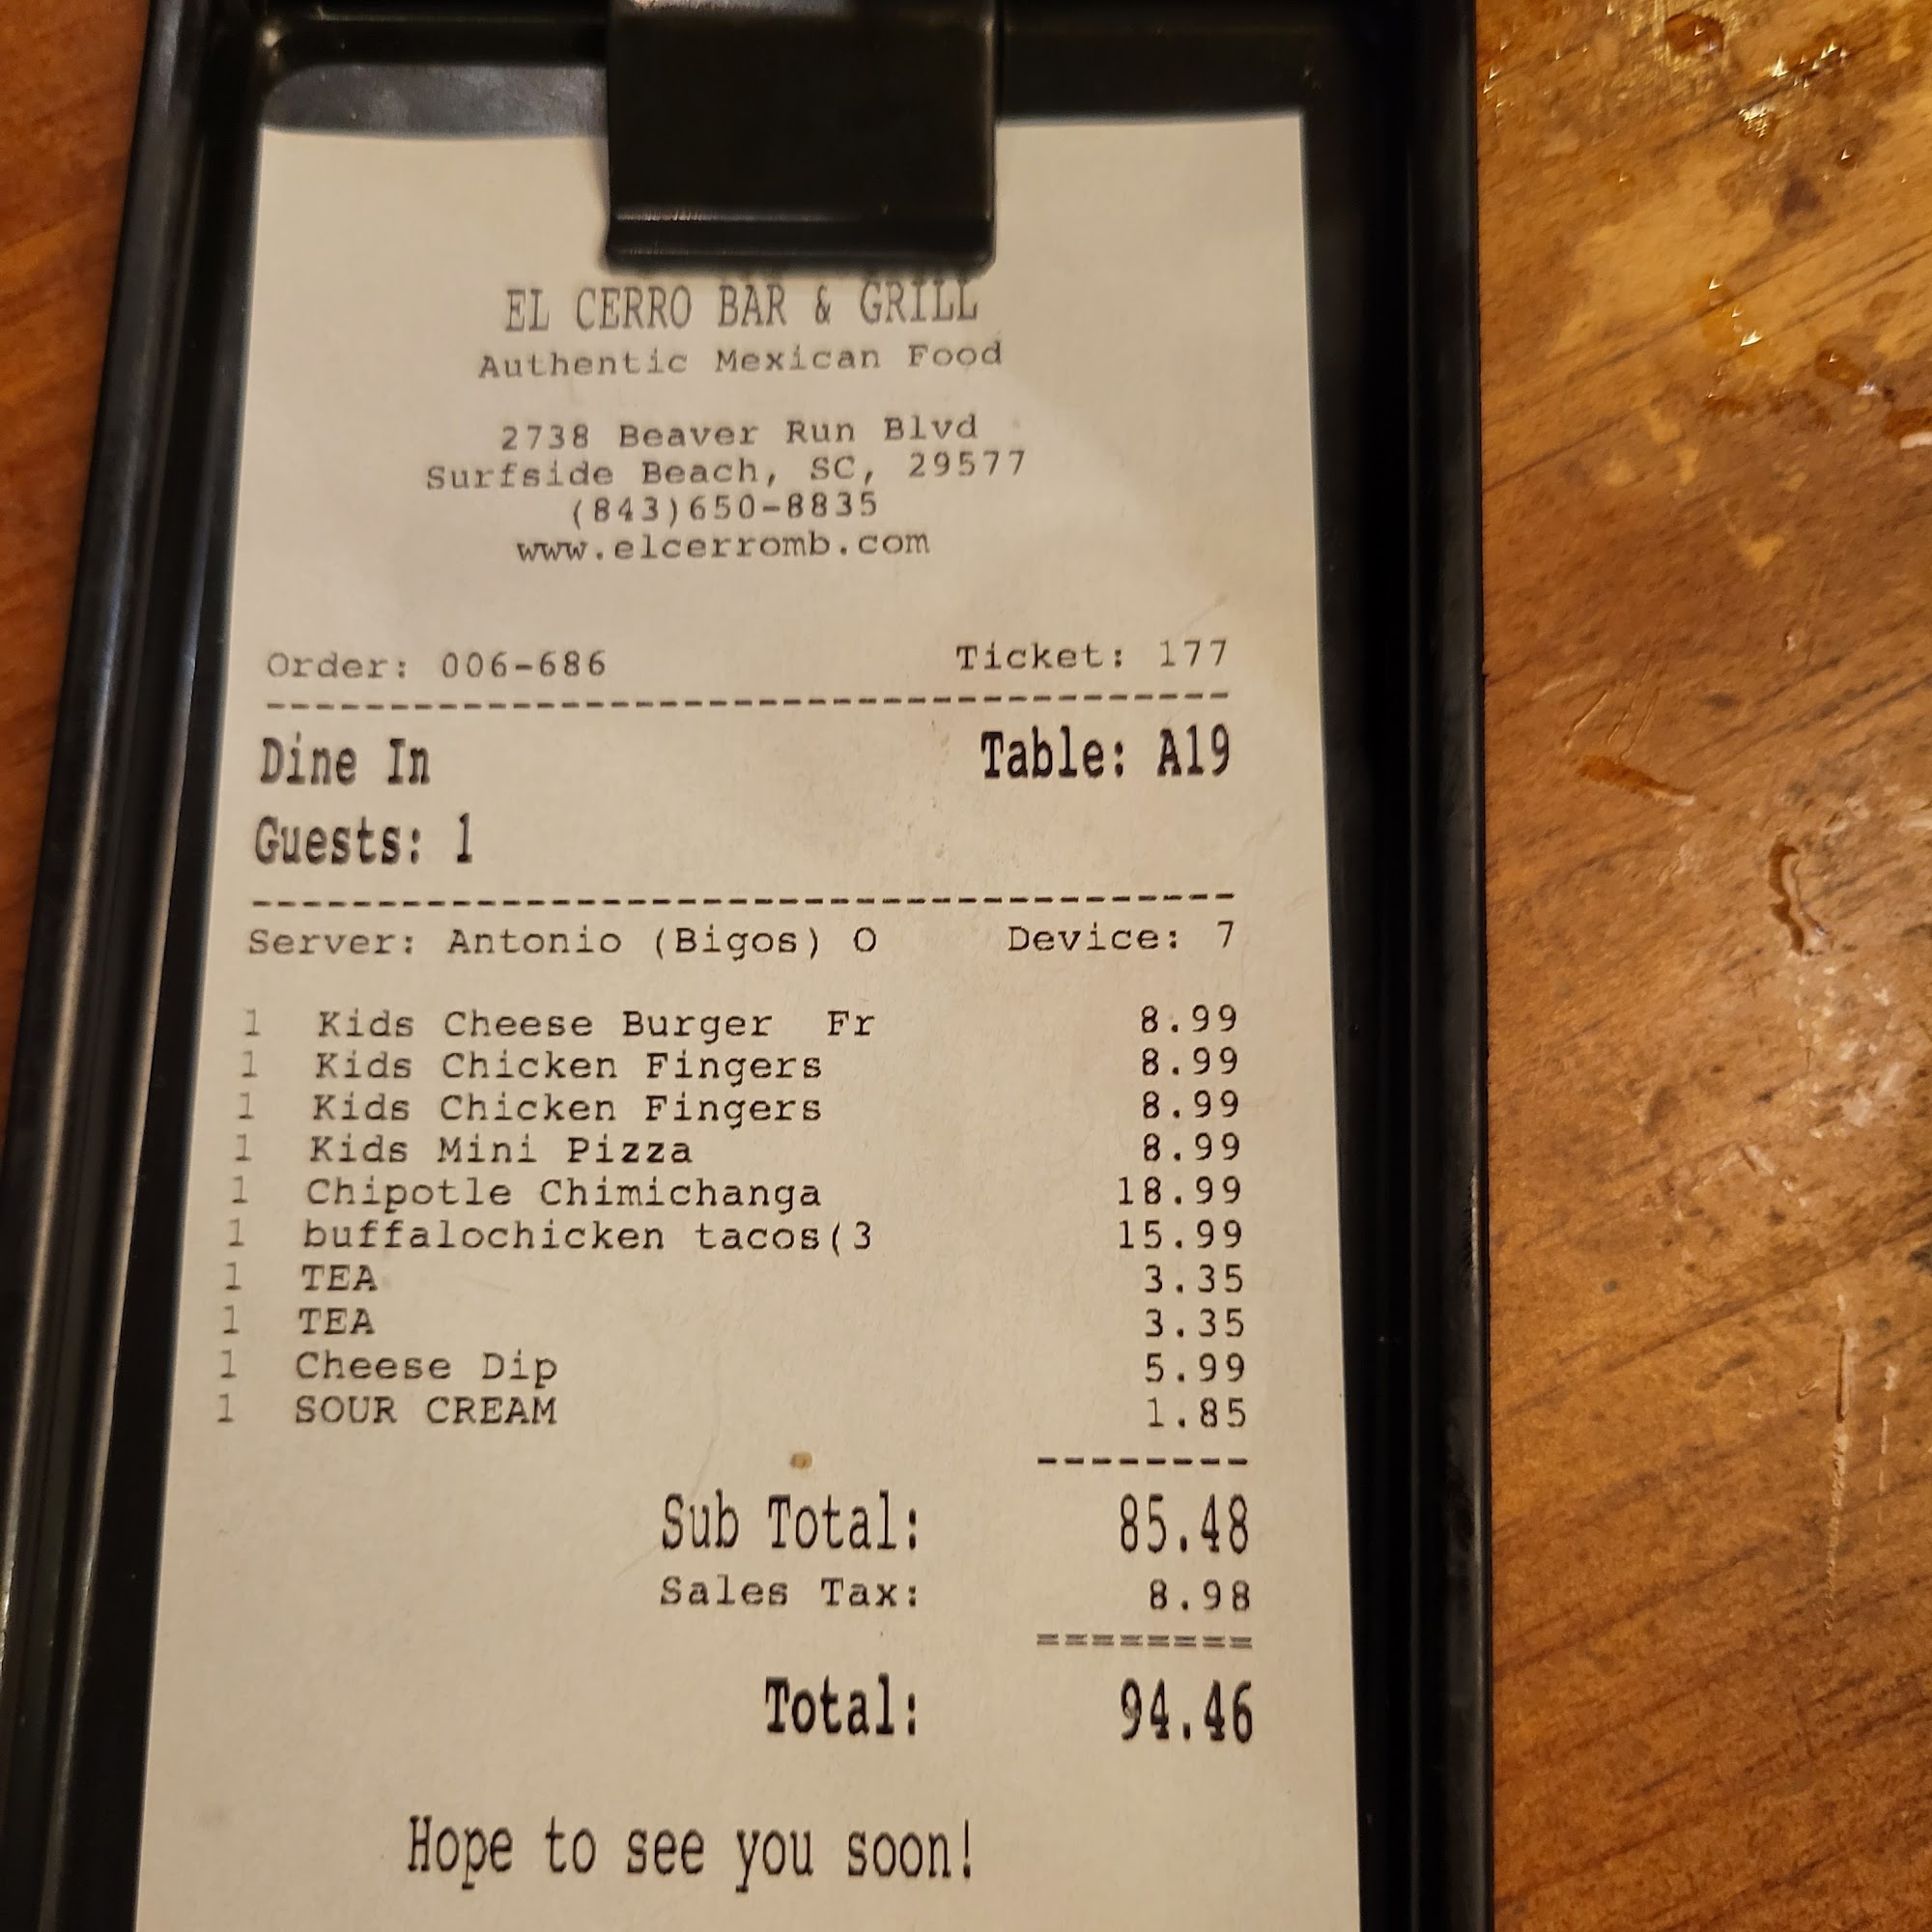 EL CERRO BAR & GRILL
Authentic Mexican Food
2738 Beaver Run Blvd
Surfside Beach, SC, 29577
(843)650-8835
www.elcerromb.com
Order: 006-686 Ticket: 177
Dine In Table: A19
Guests: 1
Server: Antonio (Bigos) O Device: 7
1 Kids Cheese Burger Fr 8.99
1 Kids Chicken Fingers 8.99
1 Kids Chicken Fingers 8.99
1 Kids Mini Pizza 8.99
1 Chipotle Chimichanga 18.99
1 buffalochicken tacos(3 15.99
1 TEA 3.35
1 TEA 3.35
1 Cheese Dip 5.99
1 SOUR CREAM 1.85
Sub Total: 85.48
Sales Tax: 8.98
Total: 94.46
Hope to see you soon!